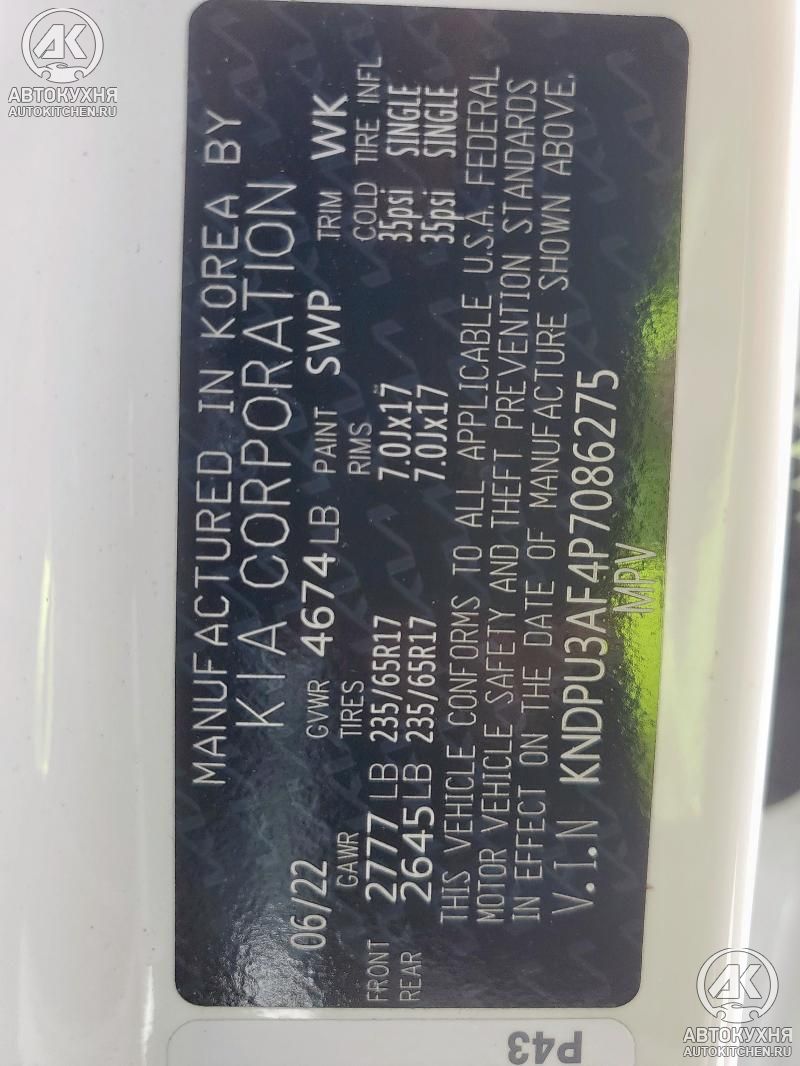 АВТОКУХНЯ
AUTOKITCHEN.RU
MANUFACTURED IN KOREA BY
KIA CORPORATION
06/22 GVWR 4674LB PAINT SWP TRIM WK
GAWR TIRES RIMS COLD TIRE INFL
FRONT 2777LB 235/65R17 7.0Jx17 35psi SINGLE
REAR 2645LB 235/65R17 7.0Jx17 35psi SINGLE
THIS VEHICLE CONFORMS TO ALL APPLICABLE U.S.A. FEDERAL
MOTOR VEHICLE SAFETY AND THEFT PREVENTION STANDARDS
IN EFFECT ON THE DATE OF MANUFACTURE SHOWN ABOVE.
V.I.N KNDPU3AF4P7086275
MPV
P43
АВТОКУХНЯ
AUTOKITCHEN.RU